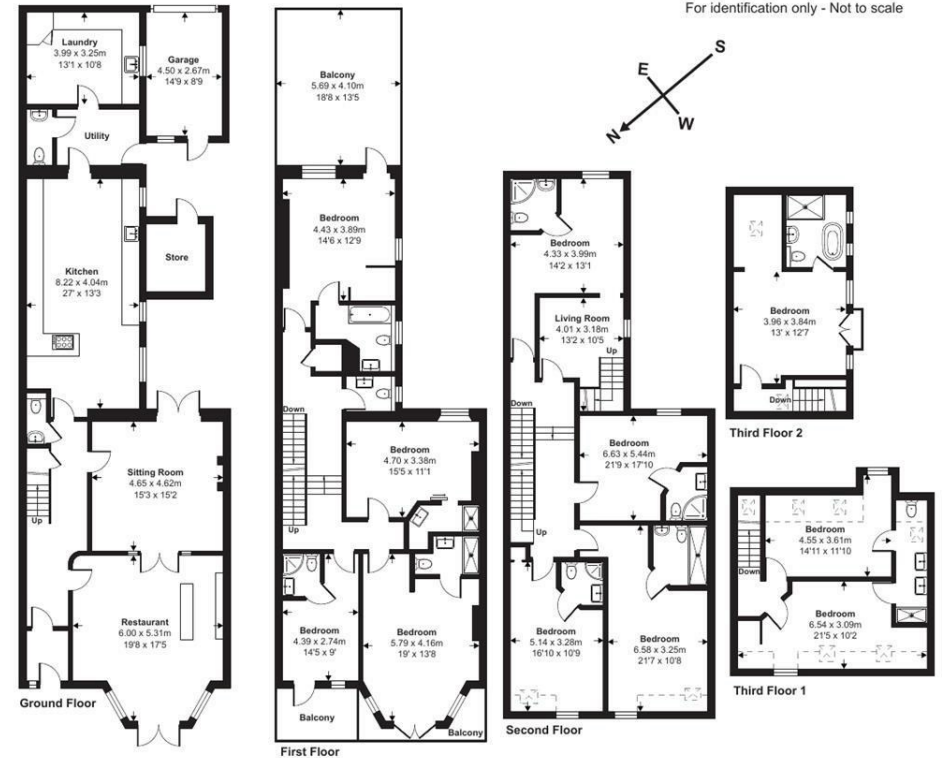 For identification only - Not to scale
S
E
W
N
Laundry
3.99 x 3.25m
13'1 x 10'8
Garage
4.50 x 2.67m
14'9 x 8'9
Utility
Kitchen
8.22 x 4.04m
27' x 13'3
Store
Sitting Room
4.65 x 4.62m
15'3 x 15'2
Up
Restaurant
6.00 x 5.31m
19'8 x 17'5
Ground Floor
Balcony
5.69 x 4.10m
18'8 x 13'5
Bedroom
4.43 x 3.89m
14'6 x 12'9
Down
Bedroom
4.70 x 3.38m
15'5 x 11'1
Up
Bedroom
4.39 x 2.74m
14'5 x 9'
Bedroom
5.79 x 4.16m
19' x 13'8
Balcony
Balcony
First Floor
Bedroom
4.33 x 3.99m
14'2 x 13'1
Living Room
4.01 x 3.18m
13'2 x 10'5
Up
Down
Bedroom
6.63 x 5.44m
21'9 x 17'10
Up
Bedroom
5.14 x 3.28m
16'10 x 10'9
Bedroom
6.58 x 3.25m
21'7 x 10'8
Second Floor
Bedroom
3.96 x 3.84m
13' x 12'7
Down
Third Floor 2
Bedroom
4.55 x 3.61m
14'11 x 11'10
Down
Bedroom
6.54 x 3.09m
21'5 x 10'2
Third Floor 1